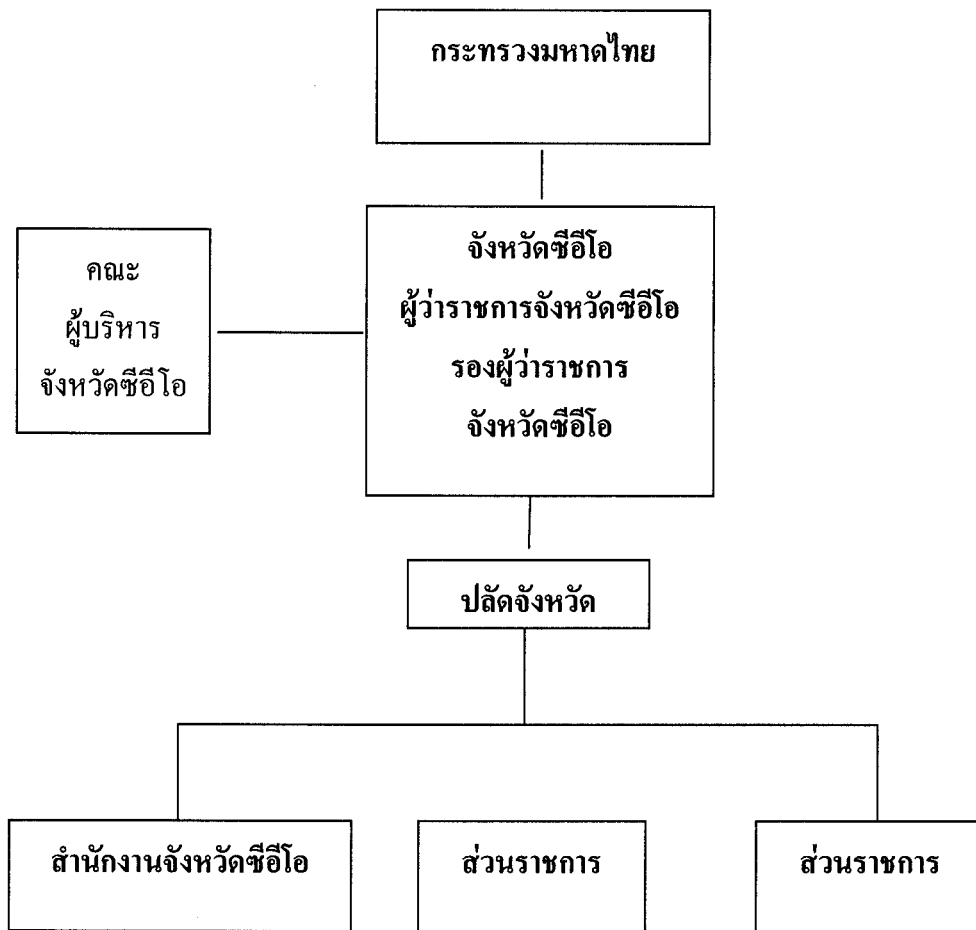 กระทรวงมหาดไทย
จังหวัดซีอีโอ
ผู้ว่าราชการจังหวัดซีอีโอ
รองผู้ว่าราชการ
จังหวัดซีอีโอ
คณะ
ผู้บริหาร
จังหวัดซีอีโอ
ปลัดจังหวัด
สำนักงานจังหวัดซีอีโอ
ส่วนราชการ
ส่วนราชการ